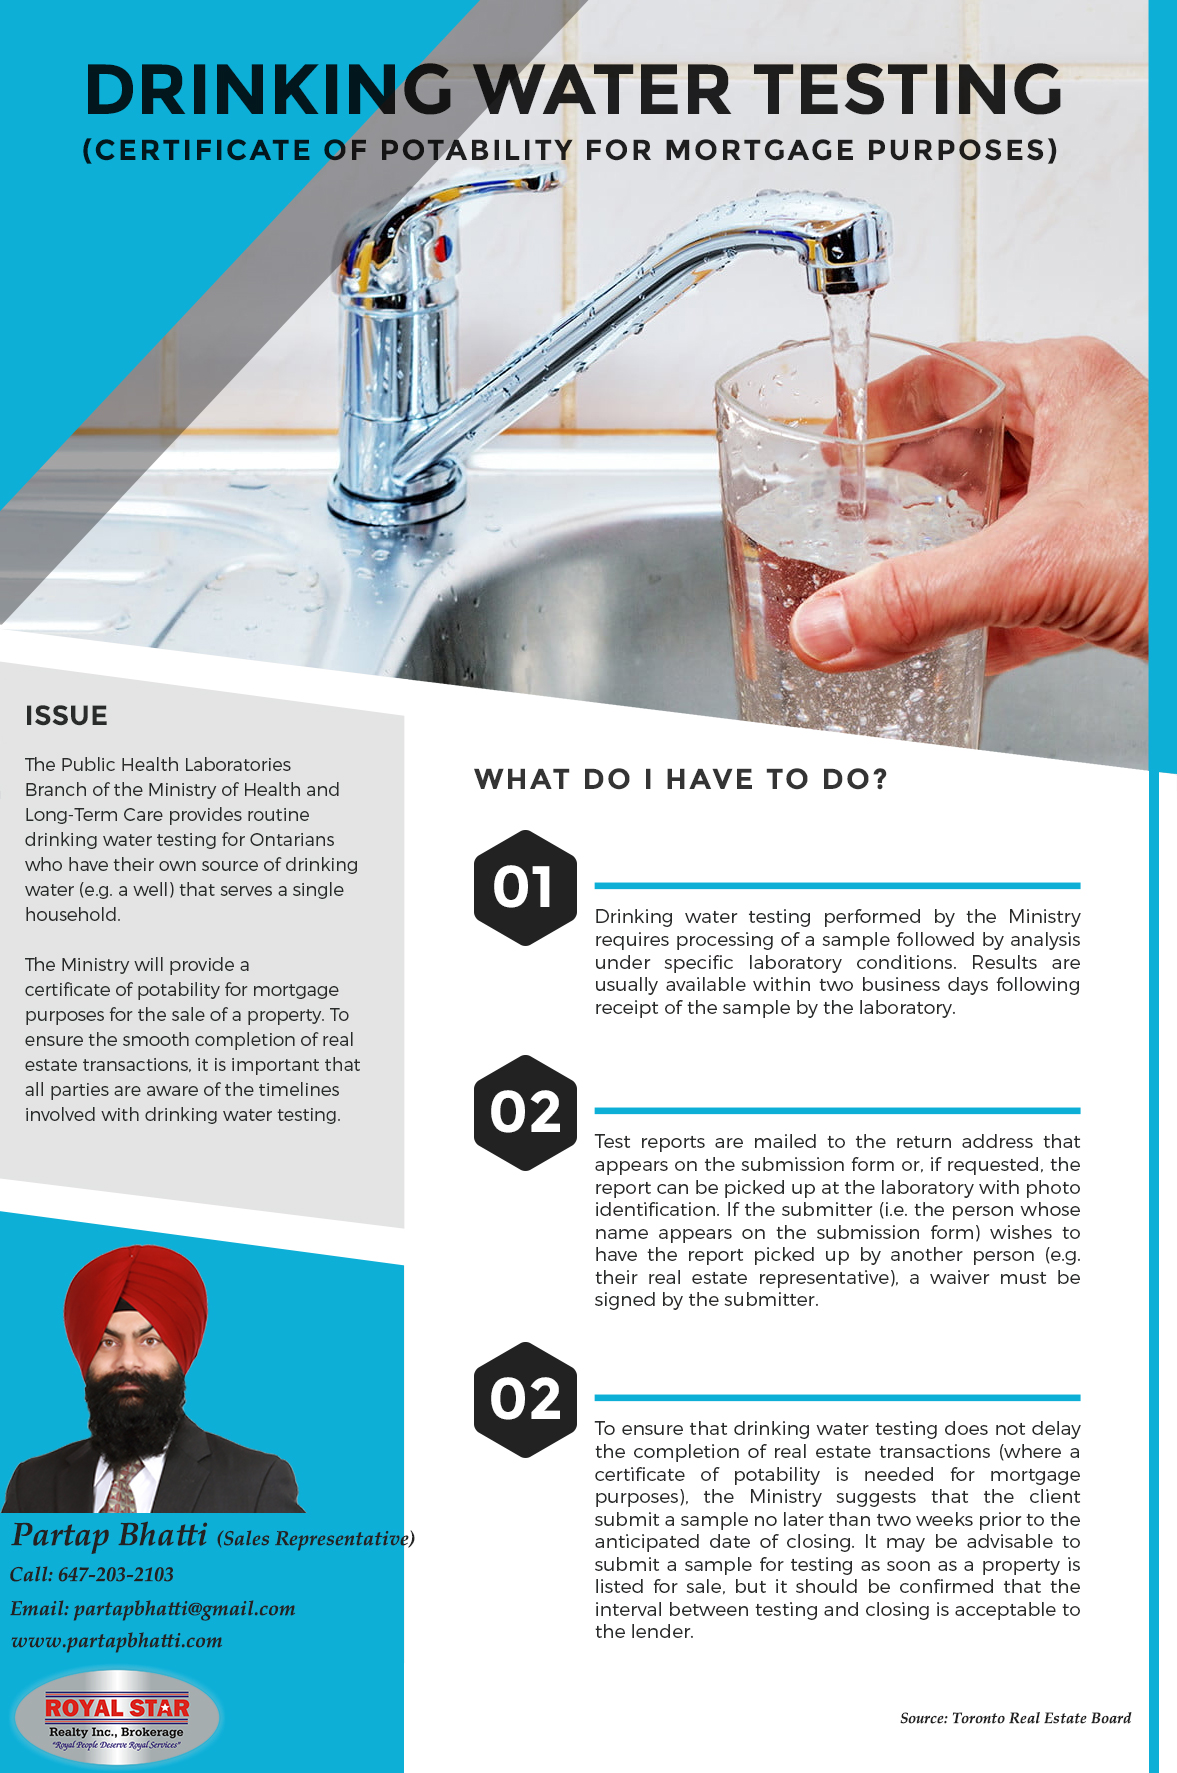 DRINKING WATER TESTING
(CERTIFICATE OF POTABILITY FOR MORTGAGE PURPOSES)
ISSUE
The Public Health Laboratories
Branch of the Ministry of Health and
Long-Term Care provides routine
drinking water testing for Ontarians
who have their own source of drinking
water (e.g. a well) that serves a single
household.
The Ministry will provide a
certificate of potability for mortgage
purposes for the sale of a property. To
ensure the smooth completion of real
estate transactions, it is important that
all parties are aware of the timelines
involved with drinking water testing.
WHAT DO I HAVE TO DO?
01
Drinking water testing performed by the Ministry
requires processing of a sample followed by analysis
under specific laboratory conditions. Results are
usually available within two business days following
receipt of the sample by the laboratory.
02
Test reports are mailed to the return address that
appears on the submission form or, if requested, the
report can be picked up at the laboratory with photo
identification. If the submitter (i.e. the person whose
name appears on the submission form) wishes to
have the report picked up by another person (e.g.
their real estate representative), a waiver must be
signed by the submitter.
02
To ensure that drinking water testing does not delay
the completion of real estate transactions (where a
certificate of potability is needed for mortgage
purposes), the Ministry suggests that the client
submit a sample no later than two weeks prior to the
anticipated date of closing. It may be advisable to
submit a sample for testing as soon as a property is
listed for sale, but it should be confirmed that the
interval between testing and closing is acceptable to
the lender.
Partap Bhatti (Sales Representative)
Call: 647-203-2103
Email: partapbhatti@gmail.com
www.partapbhatti.com
ROYAL STAR
Realty Inc., Brokerage
"Royal People Deserve Royal Services"
Source: Toronto Real Estate Board